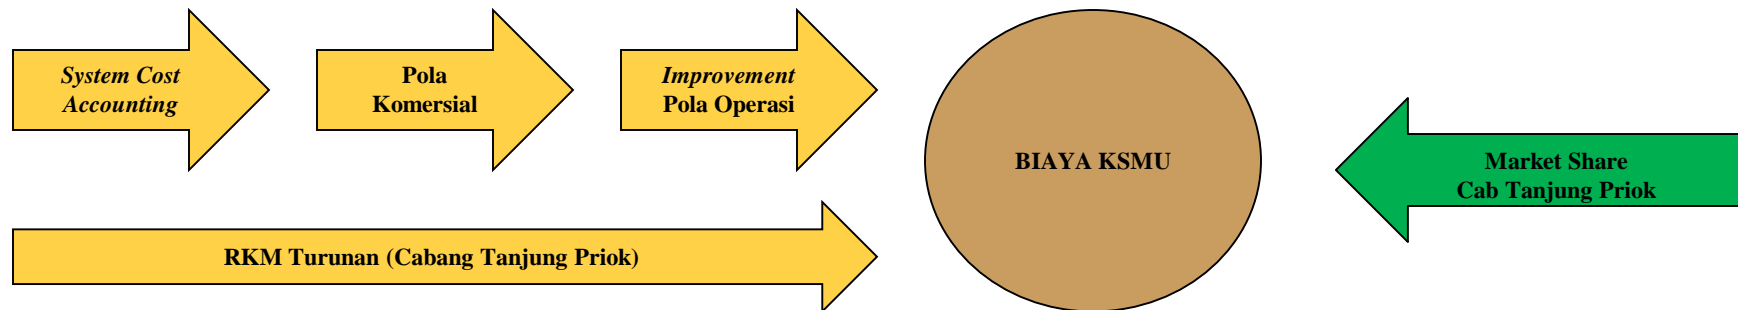 System Cost
Accounting
Pola
Komersial
Improvement
Pola Operasi
BIAYA KSMU
Market Share
Cab Tanjung Priok
RKM Turunan (Cabang Tanjung Priok)